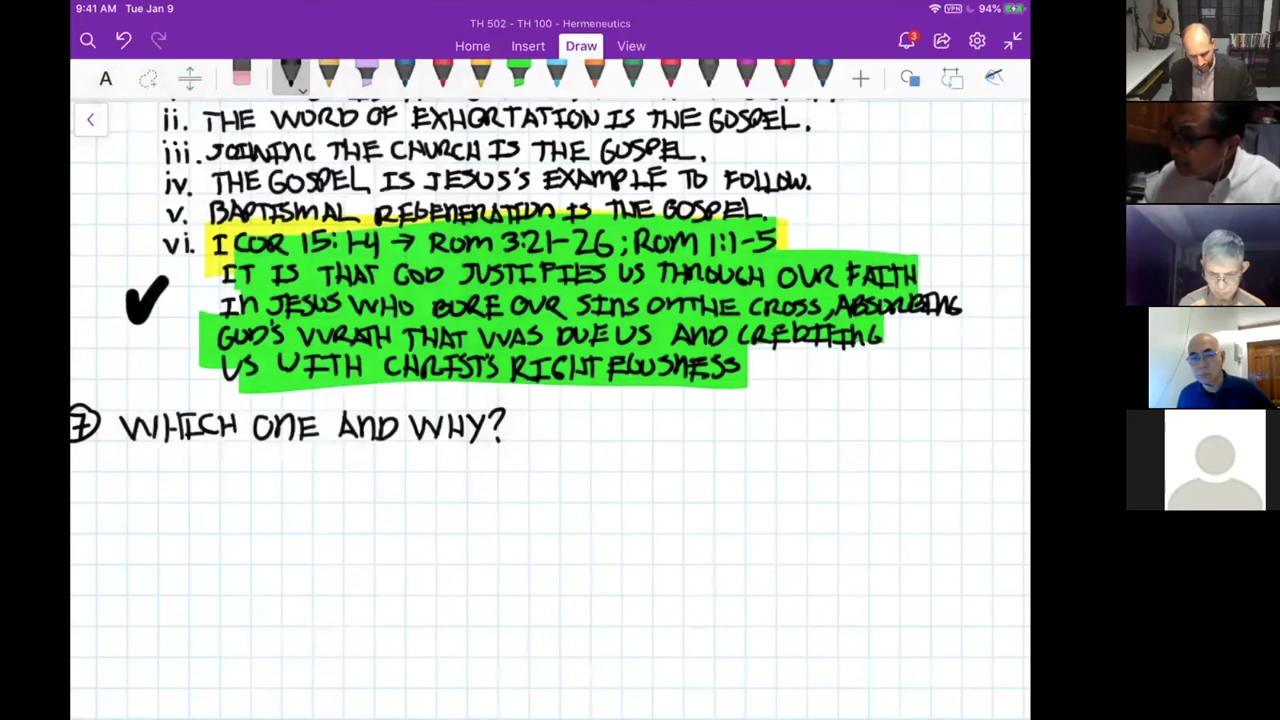 9:41 AM Tue Jan 9
VPN 94%
TH 502 - TH 100 - Hermeneutics
Home Insert Draw View
3
A
ii. THE WORD OF EXHORTATION IS THE GOSPEL.
iii. JOINING THE CHURCH IS THE GOSPEL.
iv. THE GOSPEL IS JESUS'S EXAMPLE TO FOLLOW.
v. BAPTISMAL REGENERATION IS THE GOSPEL.
vi. I COR 15:1-4 → ROM 3:21-26; ROM 1:1-5
IT IS THAT GOD JUSTIFIES US THROUGH OUR FAITH
IN JESUS WHO BORE OUR SINS ON THE CROSS, ABSORBING
GOD'S WRATH THAT WAS DUE US AND CREDITING
US WITH CHRIST'S RIGHTEOUSNESS
7 WHICH ONE AND WHY?